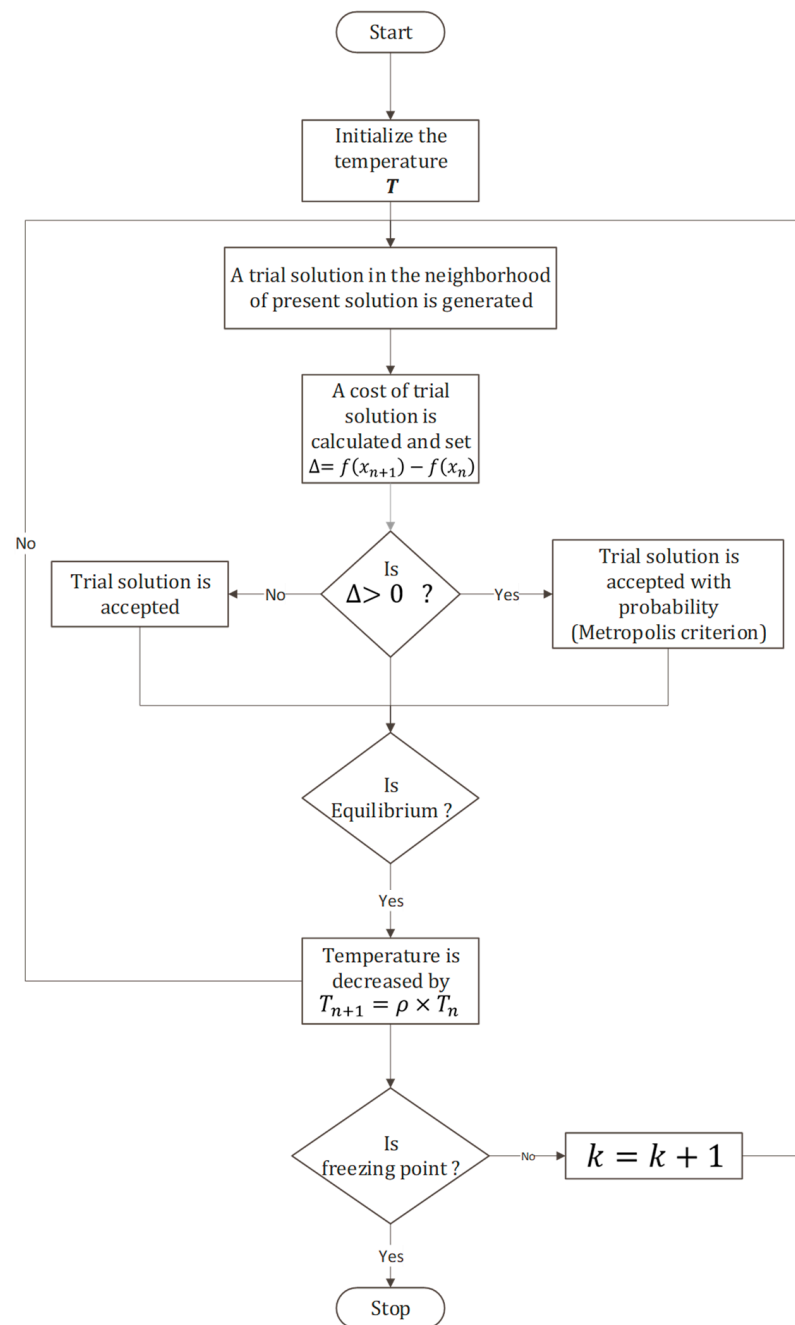 Start
Initialize the
temperature
T
A trial solution in the neighborhood
of present solution is generated
A cost of trial
solution is
calculated and set
Δ= f(xₙ₊₁) − f(xₙ)
No
Trial solution is
accepted
No
Is
Δ> 0 ?
Yes
Trial solution is
accepted with
probability
(Metropolis criterion)
Is
Equilibrium ?
Yes
Temperature is
decreased by
Tₙ₊₁ = ρ × Tₙ
Is
freezing point ?
No
k = k + 1
Yes
Stop